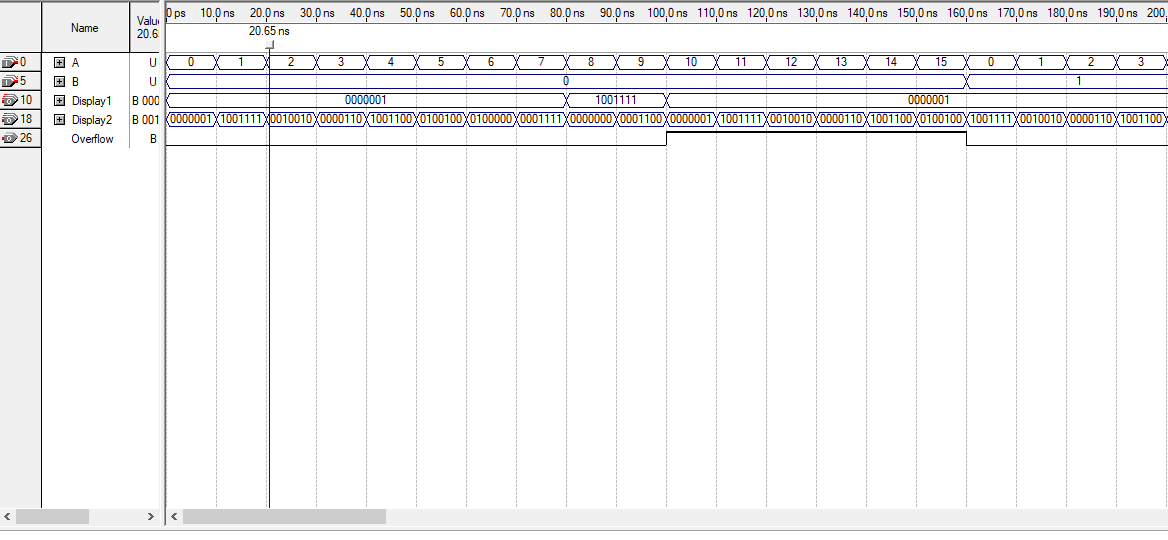 Name
Value
20.6
0 ps 10.0 ns 20.0 ns 30.0 ns 40.0 ns 50.0 ns 60.0 ns 70.0 ns 80.0 ns 90.0 ns 100.0 ns 110.0 ns 120.0 ns 130.0 ns 140.0 ns 150.0 ns 160.0 ns 170.0 ns 180.0 ns 190.0 ns 200.
20.65 ns
0 A U 0 1 2 3 4 5 6 7 8 9 10 11 12 13 14 15 0 1 2 3
5 B U 0 1
10 Display1 B 000 0000001 1001111 0000001
18 Display2 B 001 0000001 1001111 0010010 0000110 1001100 0100100 0100000 0001111 0000000 0001100 0000001 1001111 0010010 0000110 1001100 0100100 1001111 0010010 0000110 1001100
26 Overflow B